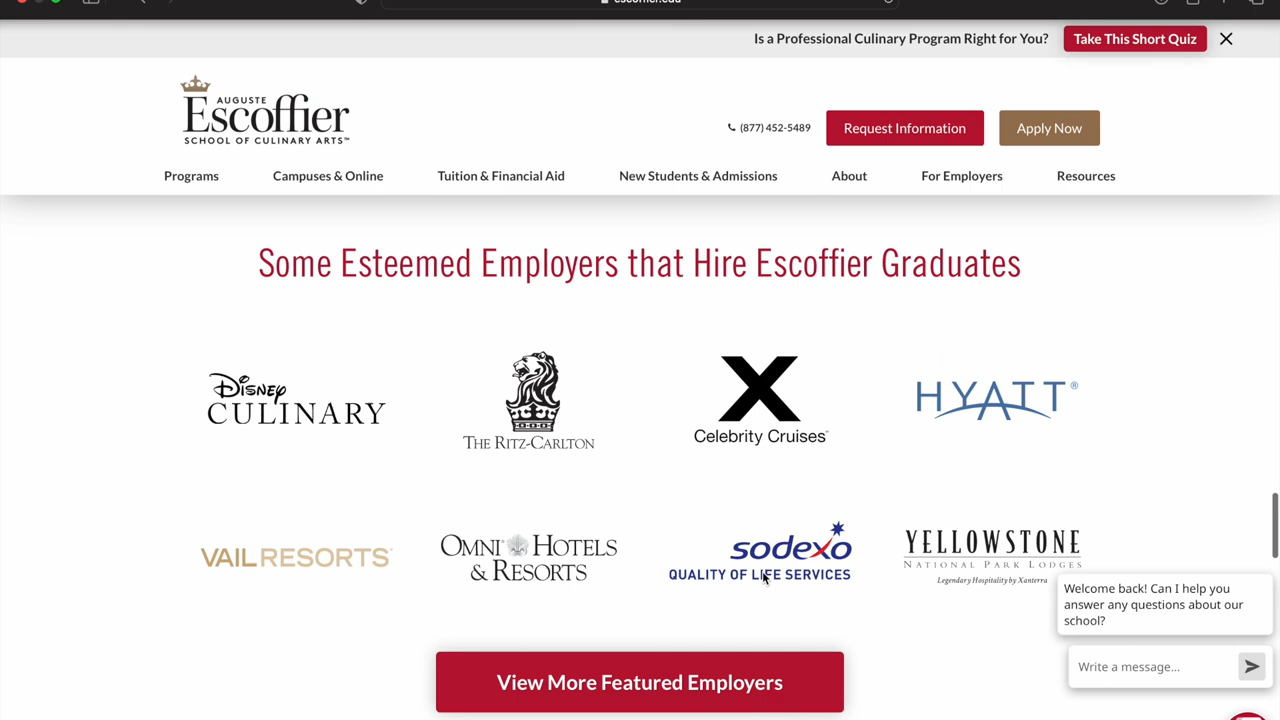 Is a Professional Culinary Program Right for You?
Take This Short Quiz
AUGUSTE
Escoffier
SCHOOL OF CULINARY ARTS™
(877) 452-5489
Request Information
Apply Now
Programs
Campuses & Online
Tuition & Financial Aid
New Students & Admissions
About
For Employers
Resources
Some Esteemed Employers that Hire Escoffier Graduates
Disney
CULINARY
THE RITZ-CARLTON
X
Celebrity Cruises
HYATT®
VAIL RESORTS
OMNI HOTELS
& RESORTS
sodexo
QUALITY OF LIFE SERVICES
YELLOWSTONE
NATIONAL PARK LODGES
Legendary Hospitality by Xanterra
Welcome back! Can I help you
answer any questions about our
school?
Write a message...
View More Featured Employers